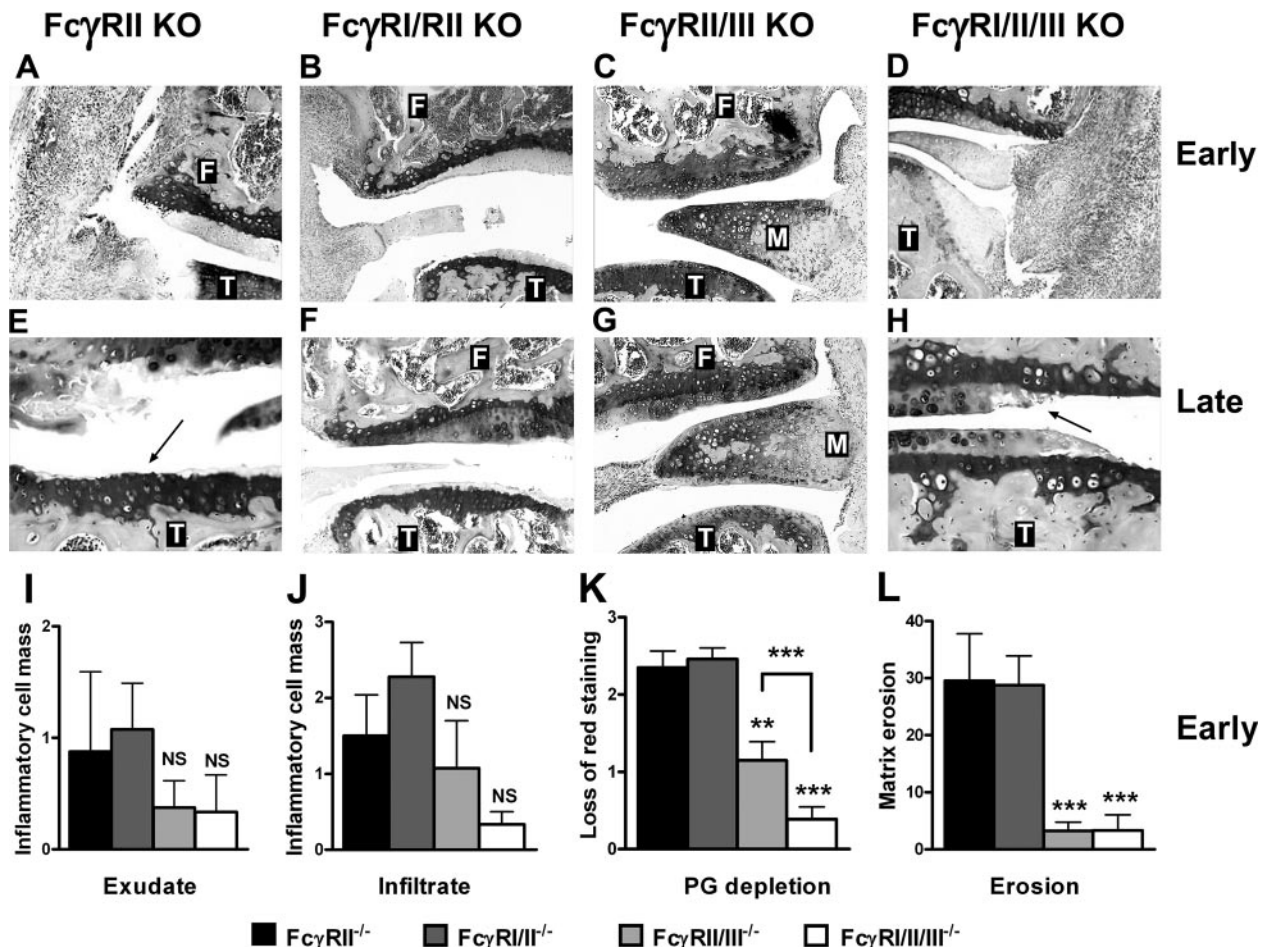 FcγRII KO FcγRI/RII KO FcγRII/III KO FcγRI/II/III KO
A B C D
F F F
M
T T T T
Early
E F G H
F F
M
T T T
Late
I J K L
Inflammatory cell mass
2
1
0
NS NS
Exudate
Inflammatory cell mass
3
2
1
0
NS
NS
Infiltrate
Loss of red staining
3
2
1
0
***
**
***
PG depletion
Matrix erosion
40
30
20
10
0
*** ***
Erosion
Early
FcγRII-/- FcγRI/II-/- FcγRII/III-/- FcγRI/II/III-/-